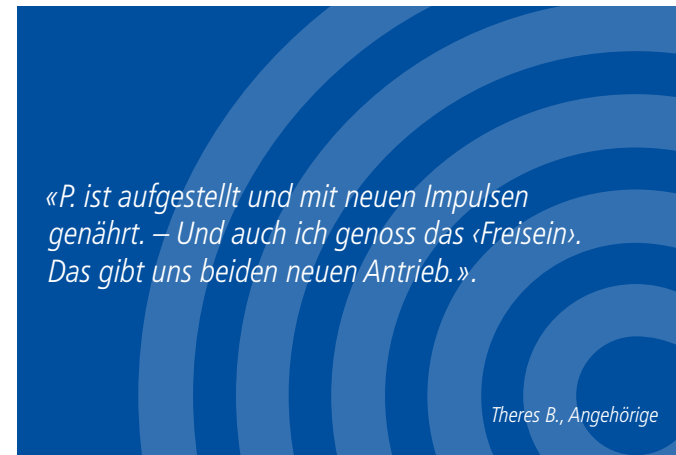 «P. ist aufgestellt und mit neuen Impulsen
genährt. – Und auch ich genoss das ‹Freisein›.
Das gibt uns beiden neuen Antrieb.».
Theres B., Angehörige